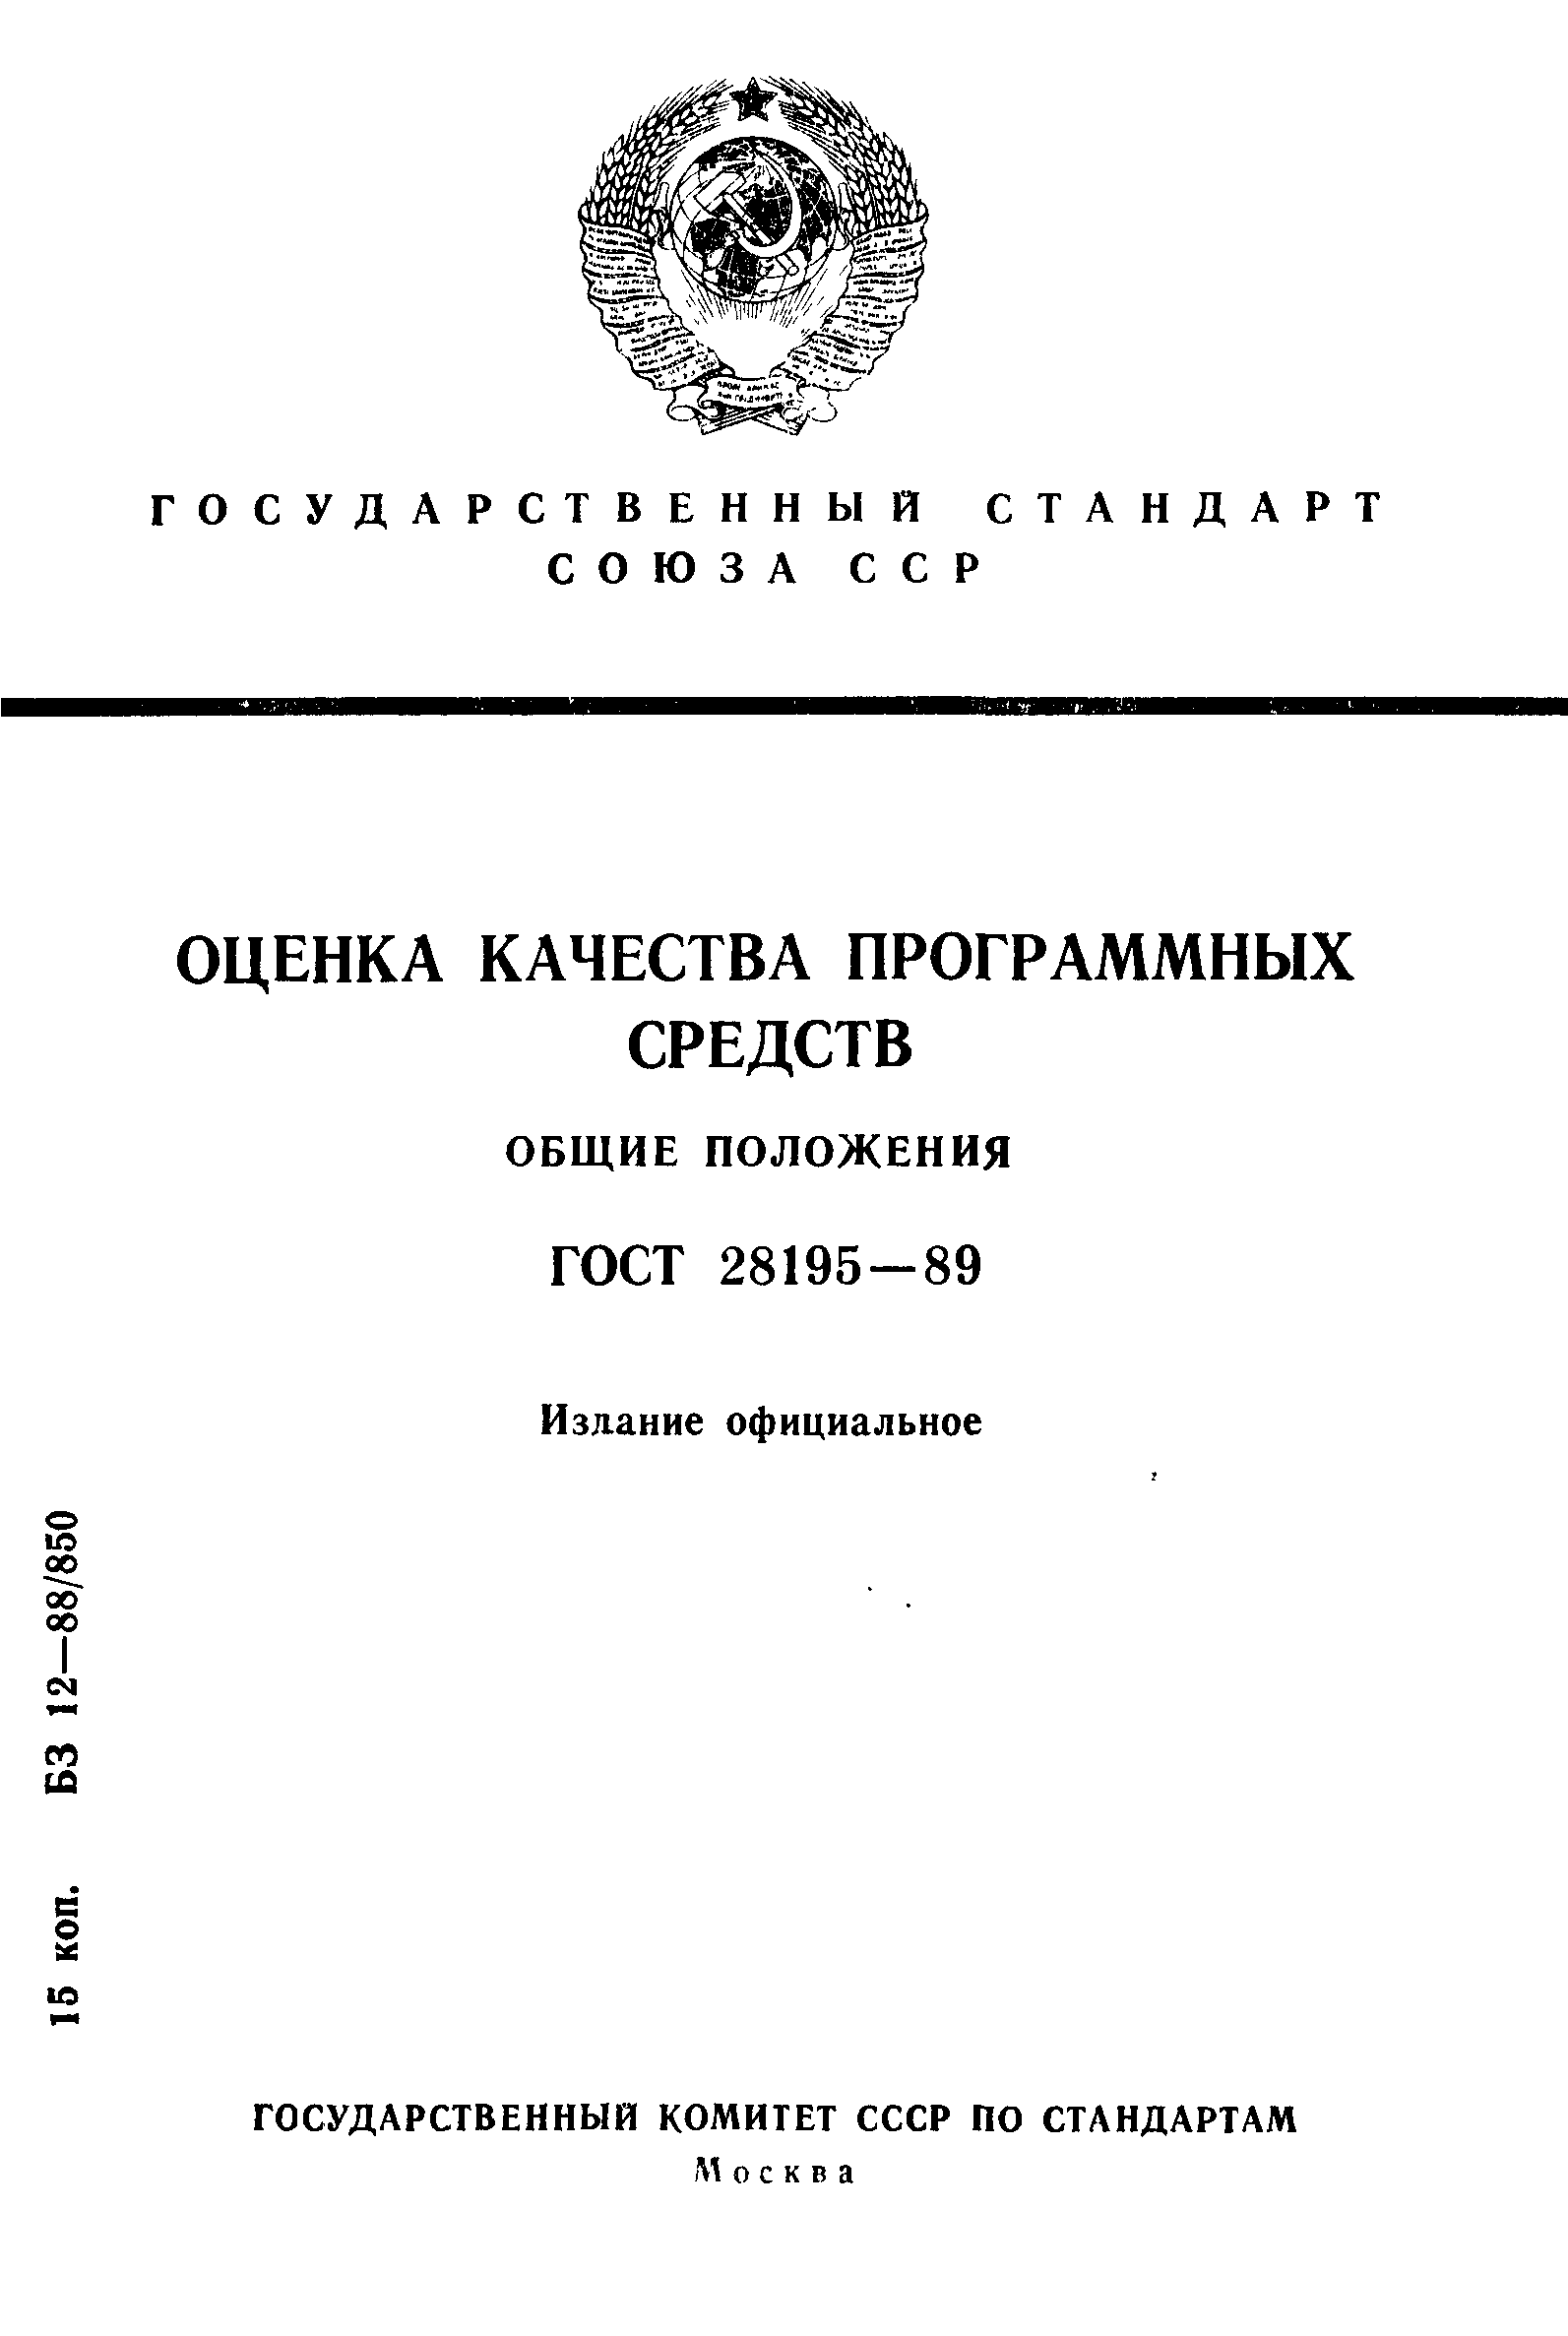 ГОСУДАРСТВЕННЫЙ СТАНДАРТ
СОЮЗА ССР
ОЦЕНКА КАЧЕСТВА ПРОГРАММНЫХ
СРЕДСТВ
ОБЩИЕ ПОЛОЖЕНИЯ
ГОСТ 28195—89
Издание официальное
15 коп. БЗ 12—88/850
ГОСУДАРСТВЕННЫЙ КОМИТЕТ СССР ПО СТАНДАРТАМ
Москва